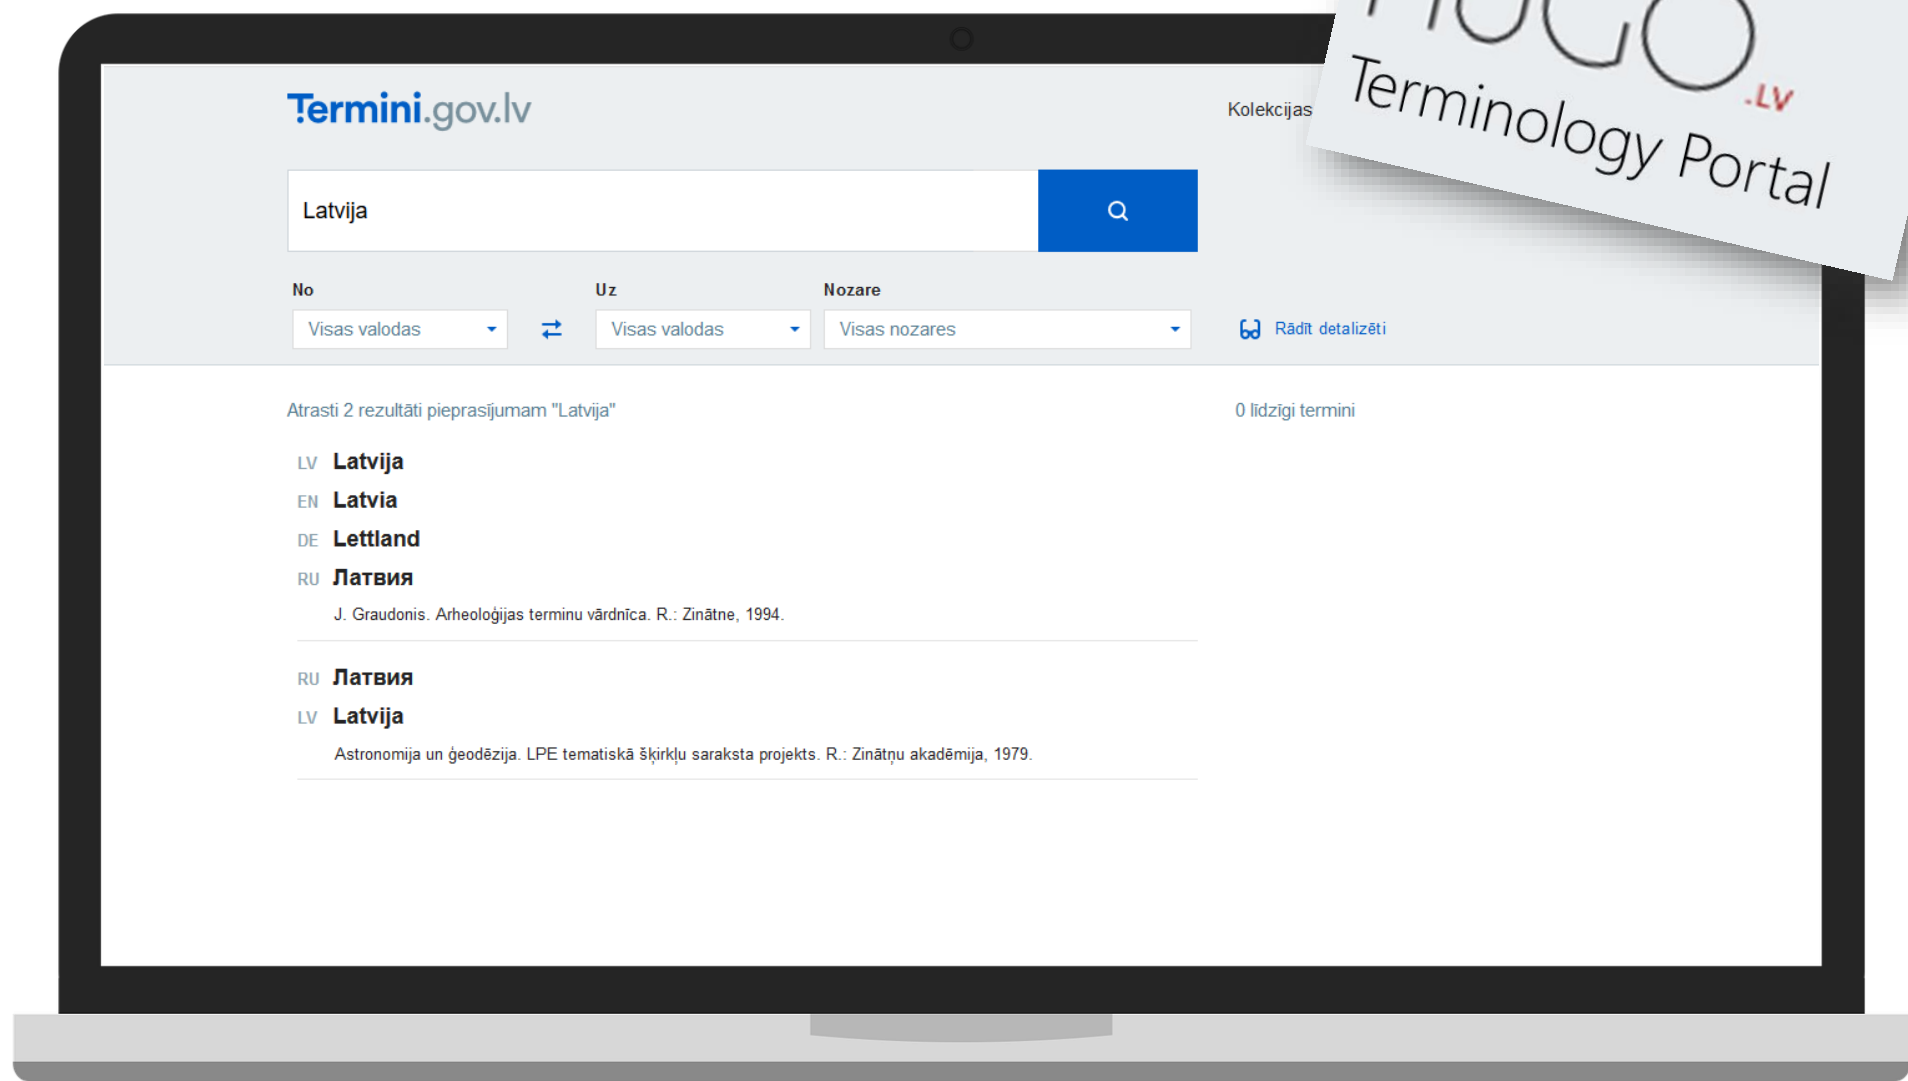 HUGO.LV
Terminology Portal
Termini.gov.lv
Kolekcijas
Latvija
No
Uz
Nozare
Visas valodas
Visas valodas
Visas nozares
Rādīt detalizēti
Atrasti 2 rezultāti pieprasījumam "Latvija"
0 līdzīgi termini
LV Latvija
EN Latvia
DE Lettland
RU Латвия
J. Graudonis. Arheoloģijas terminu vārdnīca. R.: Zinātne, 1994.
RU Латвия
LV Latvija
Astronomija un ģeodēzija. LPE tematiskā šķirkļu saraksta projekts. R.: Zinātņu akadēmija, 1979.